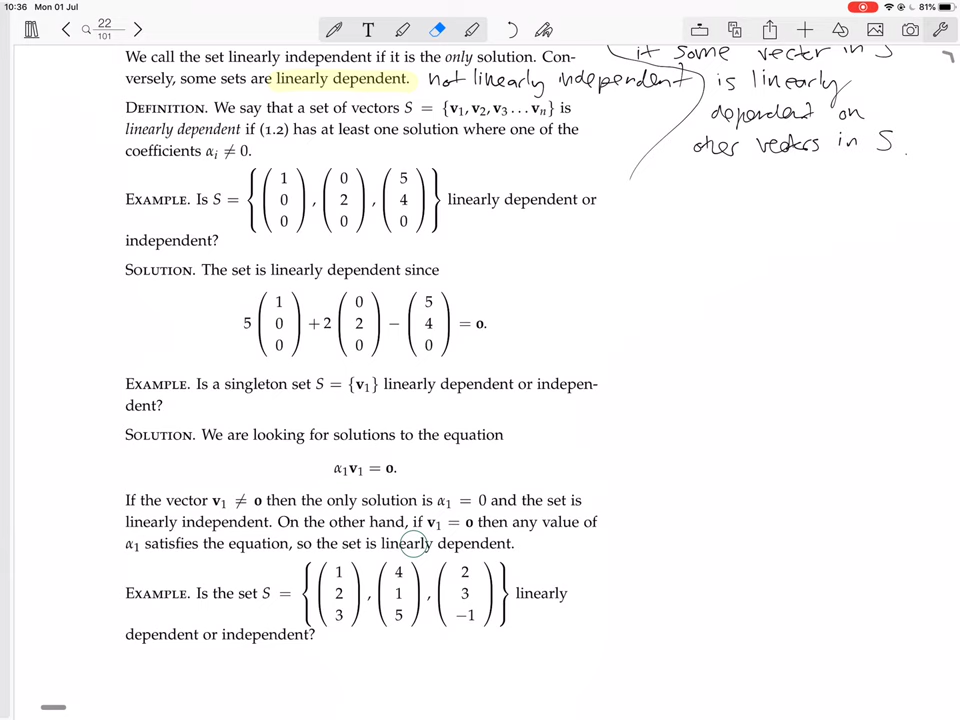 10:36 Mon 01 Jul
81%
22
101
T
We call the set linearly independent if it is the only solution. Con-
versely, some sets are linearly dependent. not linearly independent
if some vector in S
is linearly
dependent on
other vectors in S.
DEFINITION. We say that a set of vectors S = {v₁, v₂, v₃ . . . vₙ} is
linearly dependent if (1.2) has at least one solution where one of the
coefficients αᵢ ≠ 0.
EXAMPLE. Is S = { (1 0 0), (0 2 0), (5 4 0) } linearly dependent or
independent?
SOLUTION. The set is linearly dependent since
5 (1 0 0) + 2 (0 2 0) − (5 4 0) = o.
EXAMPLE. Is a singleton set S = {v₁} linearly dependent or indepen-
dent?
SOLUTION. We are looking for solutions to the equation
α₁v₁ = o.
If the vector v₁ ≠ o then the only solution is α₁ = 0 and the set is
linearly independent. On the other hand, if v₁ = o then any value of
α₁ satisfies the equation, so the set is linearly dependent.
EXAMPLE. Is the set S = { (1 2 3), (4 1 5), (2 3 −1) } linearly
dependent or independent?